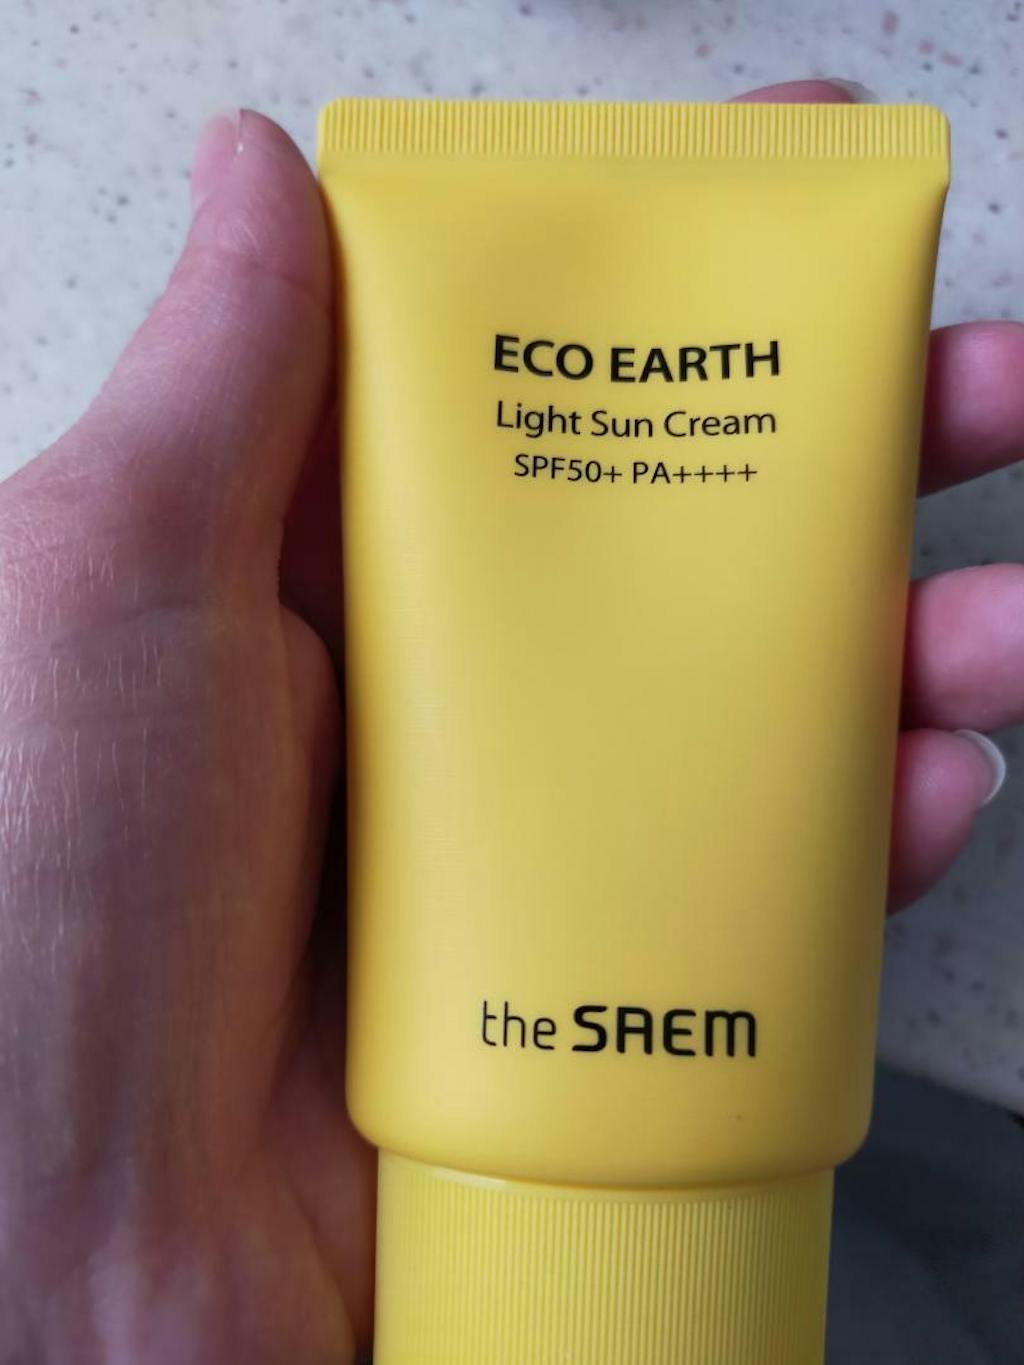 ECO EARTH
Light Sun Cream
SPF50+ PA++++
the SAEM